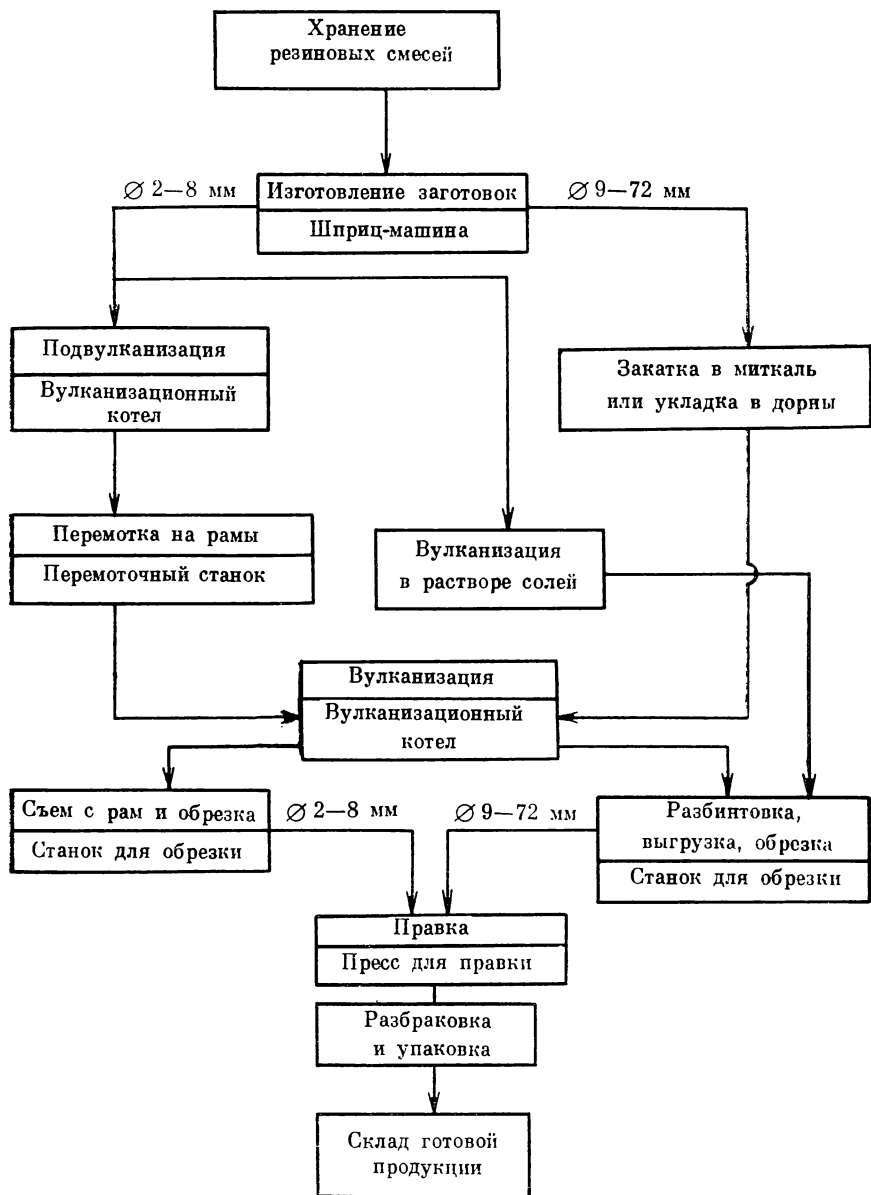 Хранение
резиновых смесей
∅ 2—8 мм
Изготовление заготовок
∅ 9—72 мм
Шприц-машина
Подвулканизация
Вулканизационный
котел
Закатка в миткаль
или укладка в дорны
Перемотка на рамы
Перемоточный станок
Вулканизация
в растворе солей
Вулканизация
Вулканизационный
котел
Съем с рам и обрезка
Станок для обрезки
∅ 2—8 мм
∅ 9—72 мм
Разбинтовка,
выгрузка, обрезка
Станок для обрезки
Правка
Пресс для правки
Разбраковка
и упаковка
Склад готовой
продукции